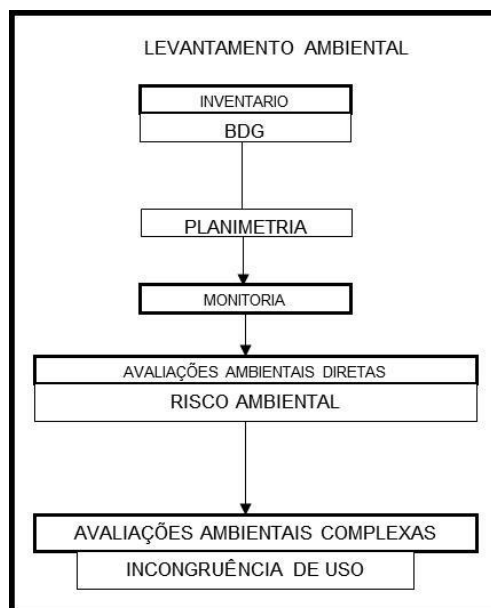 LEVANTAMENTO AMBIENTAL
INVENTARIO
BDG
PLANIMETRIA
MONITORIA
AVALIAÇÕES AMBIENTAIS DIRETAS
RISCO AMBIENTAL
AVALIAÇÕES AMBIENTAIS COMPLEXAS
INCONGRUÊNCIA DE USO